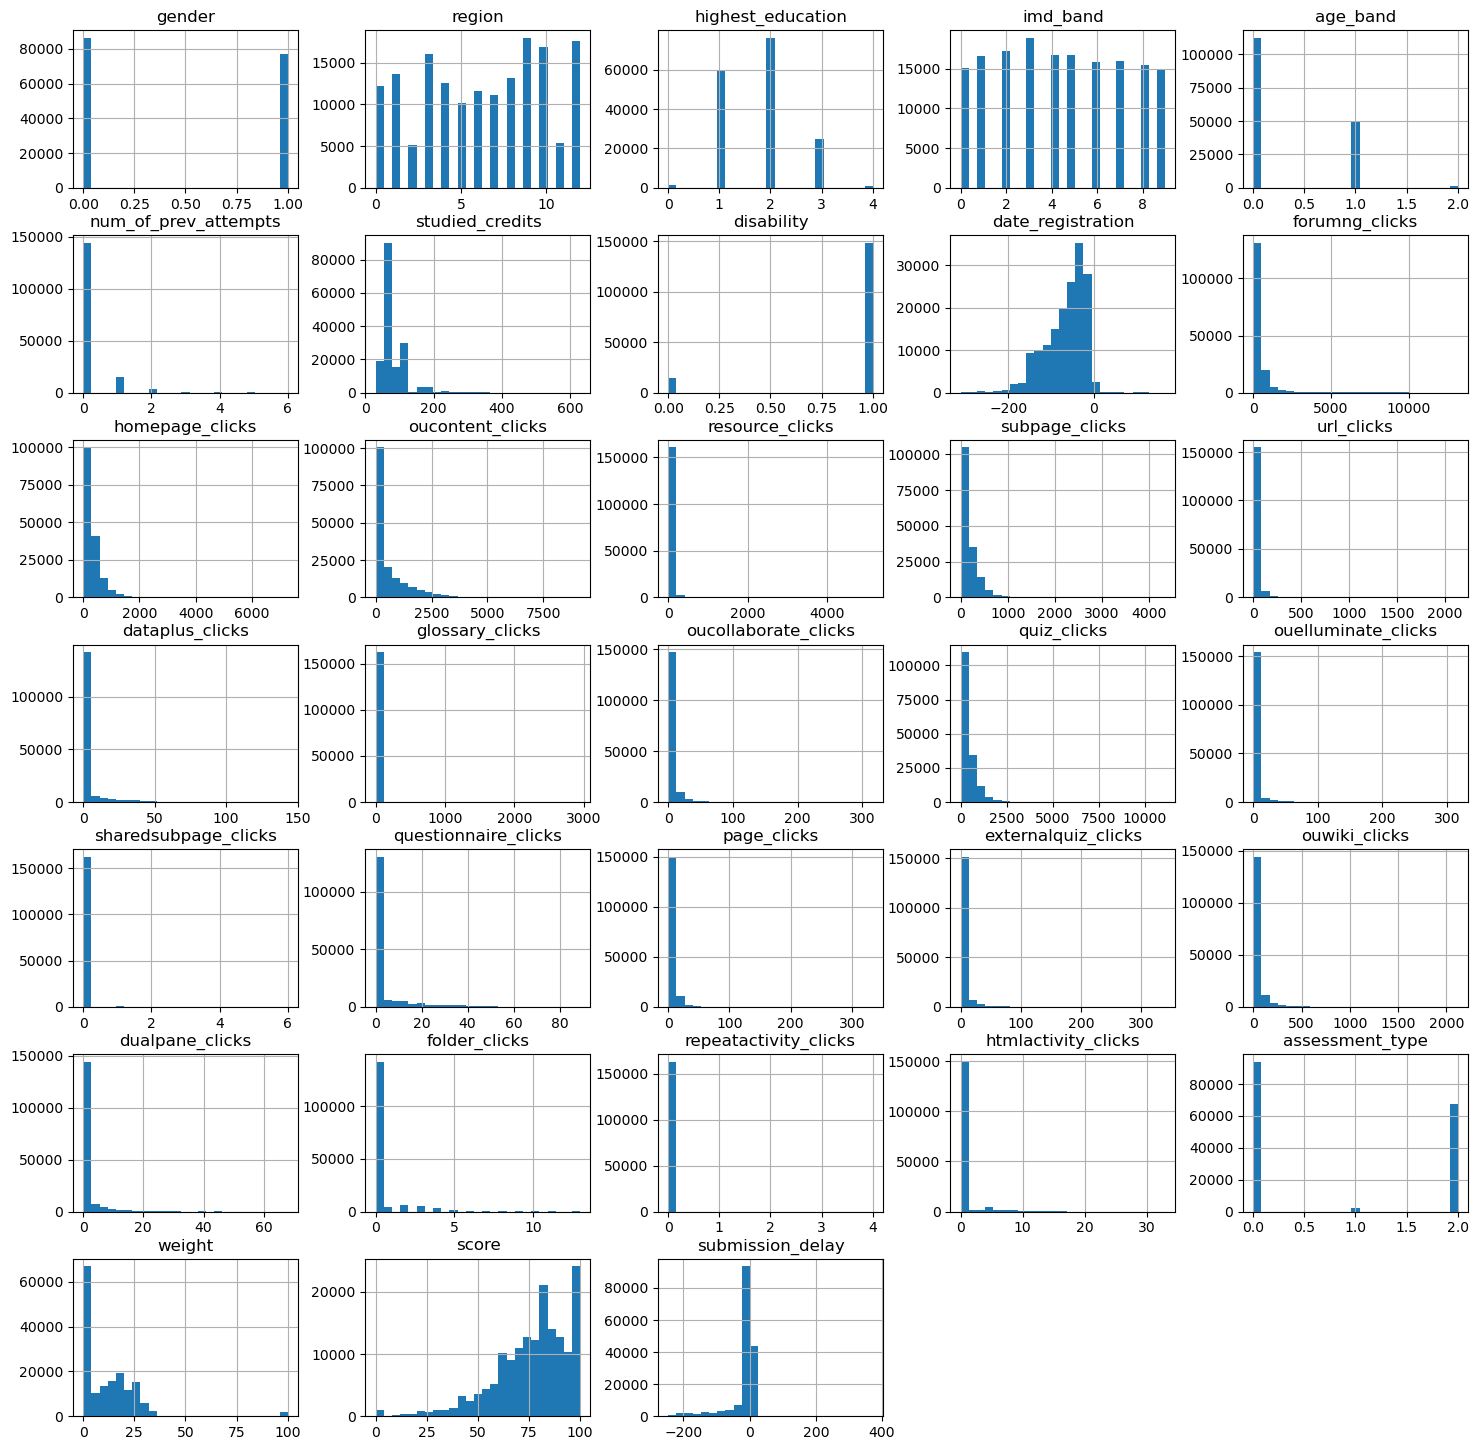 gender
80000
60000
40000
20000
0
0.00 0.25 0.50 0.75 1.00
region
15000
10000
5000
0
0 5 10
highest_education
60000
40000
20000
0
0 1 2 3 4
imd_band
15000
10000
5000
0
0 2 4 6 8
age_band
100000
75000
50000
25000
0
0.0 0.5 1.0 1.5 2.0
num_of_prev_attempts
150000
100000
50000
0
0 2 4 6
studied_credits
80000
60000
40000
20000
0
0 200 400 600
disability
150000
100000
50000
0
0.00 0.25 0.50 0.75 1.00
date_registration
30000
20000
10000
0
−200 0
forumng_clicks
100000
50000
0
0 5000 10000
homepage_clicks
100000
75000
50000
25000
0
0 2000 4000 6000
oucontent_clicks
100000
75000
50000
25000
0
0 2500 5000 7500
resource_clicks
150000
100000
50000
0
0 2000 4000
subpage_clicks
100000
75000
50000
25000
0
0 1000 2000 3000 4000
url_clicks
150000
100000
50000
0
0 500 1000 1500 2000
dataplus_clicks
100000
50000
0
0 50 100 150
glossary_clicks
150000
100000
50000
0
0 1000 2000 3000
oucollaborate_clicks
150000
100000
50000
0
0 100 200 300
quiz_clicks
100000
75000
50000
25000
0
0 2500 5000 7500 10000
ouelluminate_clicks
150000
100000
50000
0
0 100 200 300
sharedsubpage_clicks
150000
100000
50000
0
0 2 4 6
questionnaire_clicks
100000
50000
0
0 20 40 60 80
page_clicks
150000
100000
50000
0
0 100 200 300
externalquiz_clicks
150000
100000
50000
0
0 100 200 300
ouwiki_clicks
150000
100000
50000
0
0 500 1000 1500 2000
dualpane_clicks
150000
100000
50000
0
0 20 40 60
folder_clicks
100000
50000
0
0 5 10
repeatactivity_clicks
150000
100000
50000
0
0 1 2 3 4
htmlactivity_clicks
150000
100000
50000
0
0 10 20 30
assessment_type
80000
60000
40000
20000
0
0.0 0.5 1.0 1.5 2.0
weight
60000
40000
20000
0
0 25 50 75 100
score
20000
10000
0
0 25 50 75 100
submission_delay
80000
60000
40000
20000
0
−200 0 200 400